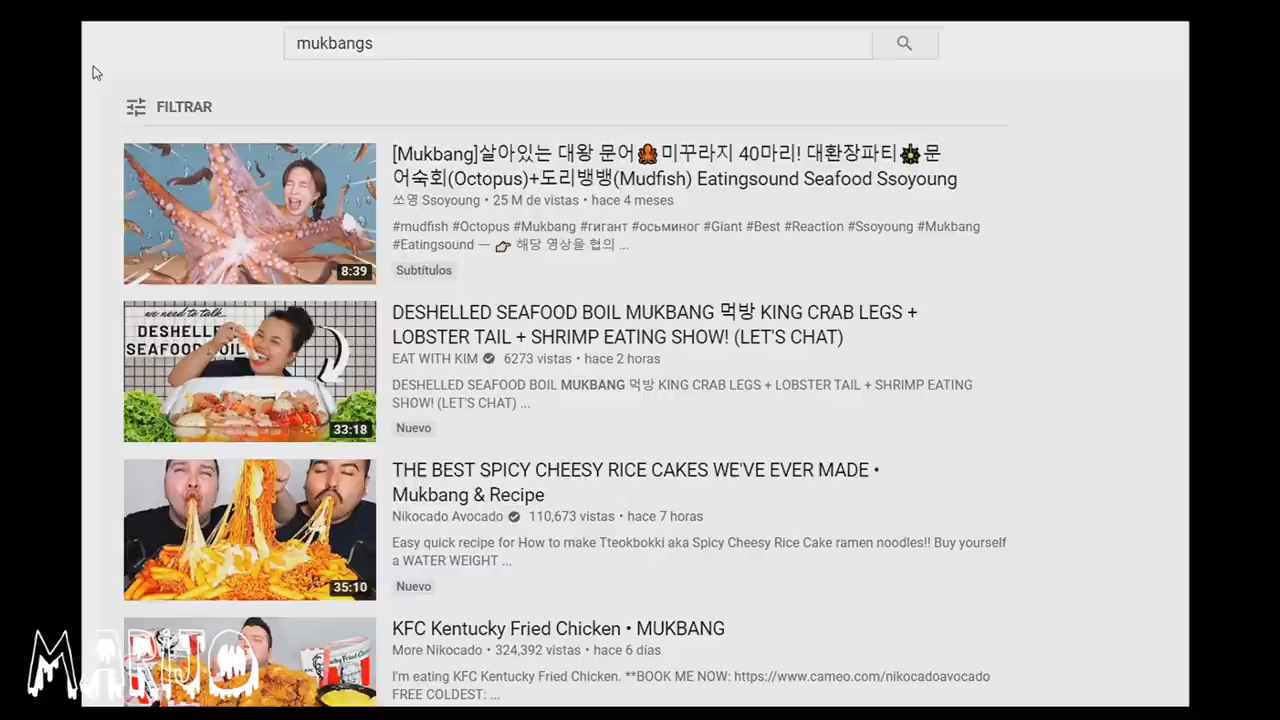 mukbangs
FILTRAR
[Mukbang]살아있는 대왕 문어🐙미꾸라지 40마리! 대환장파티🌟문
어숙회(Octopus)+도리뱅뱅(Mudfish) Eatingsound Seafood Ssoyoung
쏘영 Ssoyoung • 25 M de vistas • hace 4 meses
#mudfish #Octopus #Mukbang #гигант #осьминог #Giant #Best #Reaction #Ssoyoung #Mukbang
#Eatingsound — 👉 해당 영상을 협의 ...
8:39
Subtítulos
we need to talk..
DESHELLE
SEAFOOD BOIL
33:18
DESHELLED SEAFOOD BOIL MUKBANG 먹방 KING CRAB LEGS +
LOBSTER TAIL + SHRIMP EATING SHOW! (LET'S CHAT)
EAT WITH KIM 6273 vistas • hace 2 horas
DESHELLED SEAFOOD BOIL MUKBANG 먹방 KING CRAB LEGS + LOBSTER TAIL + SHRIMP EATING
SHOW! (LET'S CHAT) ...
Nuevo
THE BEST SPICY CHEESY RICE CAKES WE'VE EVER MADE •
Mukbang & Recipe
Nikocado Avocado 110,673 vistas • hace 7 horas
Easy quick recipe for How to make Tteokbokki aka Spicy Cheesy Rice Cake ramen noodles!! Buy yourself
a WATER WEIGHT ...
35:10
Nuevo
KFC Kentucky Fried Chicken • MUKBANG
More Nikocado • 324,392 vistas • hace 6 días
I'm eating KFC Kentucky Fried Chicken. **BOOK ME NOW: https://www.cameo.com/nikocadoavocado
FREE COLDEST: ...
MARIJO